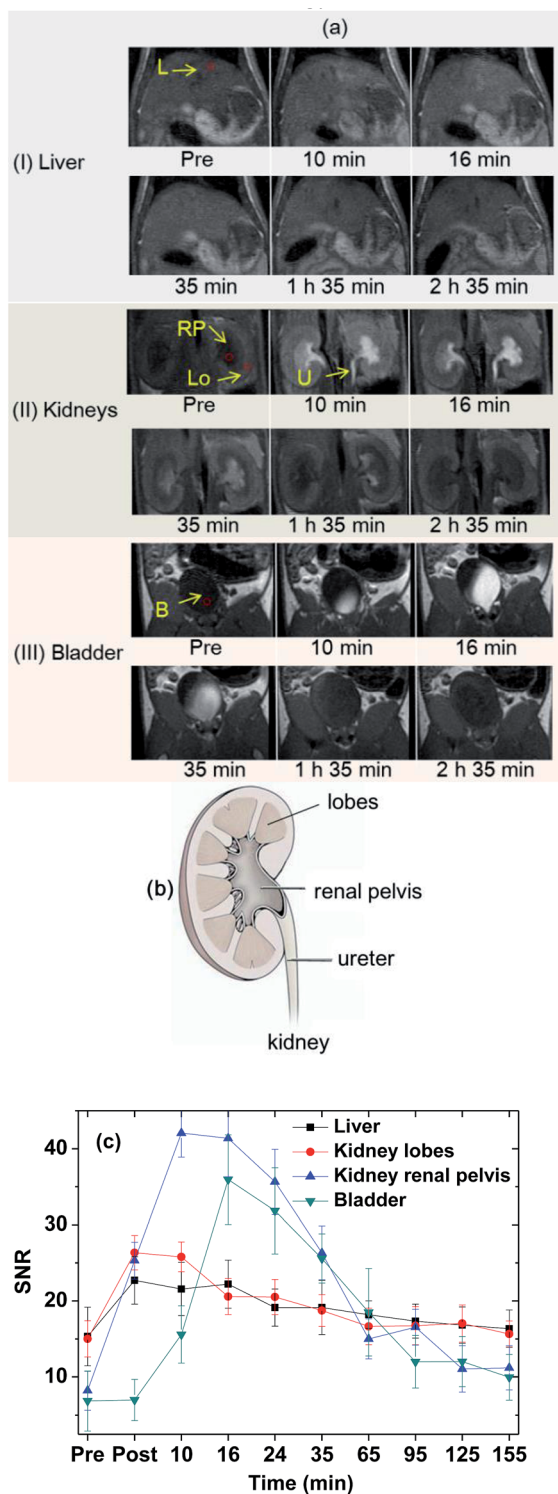 (a)
L
Pre 10 min 16 min
(I) Liver
35 min 1 h 35 min 2 h 35 min
RP
Lo U
Pre 10 min 16 min
(II) Kidneys
35 min 1 h 35 min 2 h 35 min
B
Pre 10 min 16 min
(III) Bladder
35 min 1 h 35 min 2 h 35 min
lobes
(b) renal pelvis
ureter
kidney
(c)
Liver
Kidney lobes
Kidney renal pelvis
Bladder
40
30
20
10
SNR
Pre Post 10 16 24 35 65 95 125 155
Time (min)